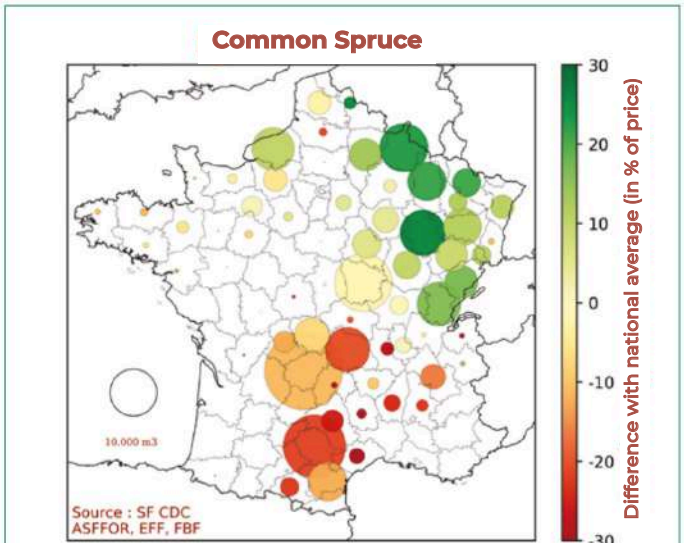 Common Spruce
30
20
10
0
-10
-20
-30
Difference with national average (in % of price)
10.000 m3
Source : SF CDC
ASFFOR, EFF, FBF